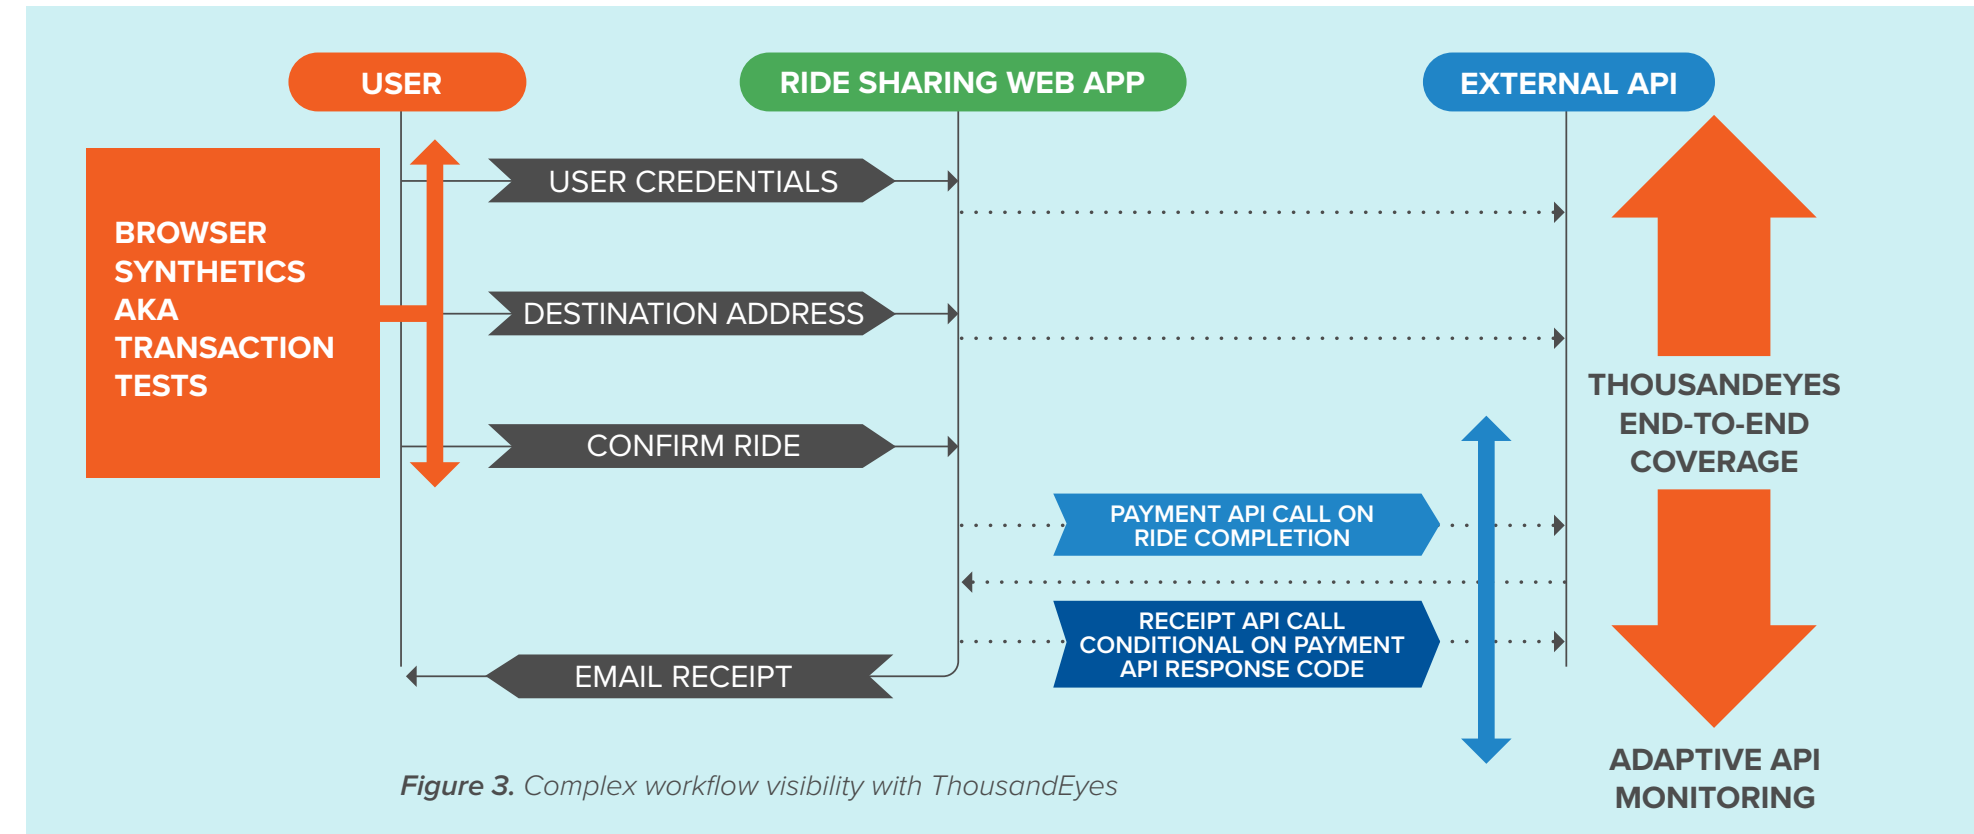 USER
RIDE SHARING WEB APP
EXTERNAL API
BROWSER
SYNTHETICS
AKA
TRANSACTION
TESTS
USER CREDENTIALS
DESTINATION ADDRESS
CONFIRM RIDE
PAYMENT API CALL ON
RIDE COMPLETION
RECEIPT API CALL
CONDITIONAL ON PAYMENT
API RESPONSE CODE
EMAIL RECEIPT
THOUSANDEYES
END-TO-END
COVERAGE
ADAPTIVE API
MONITORING
Figure 3. Complex workflow visibility with ThousandEyes